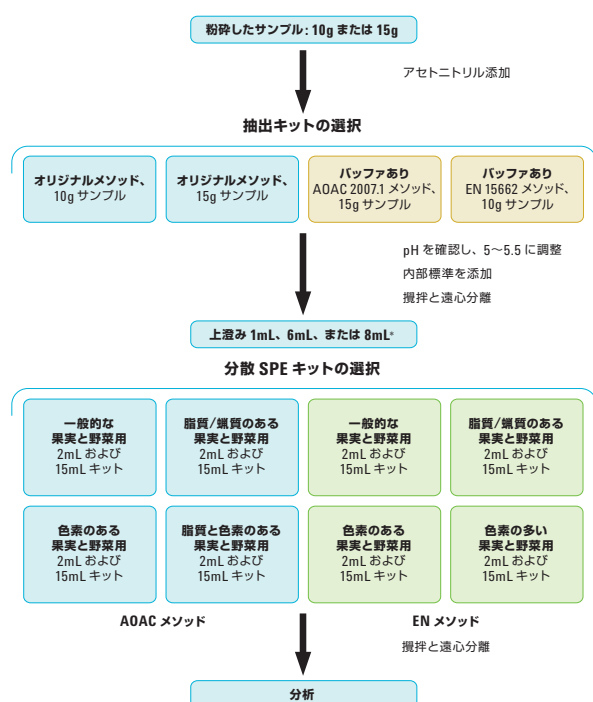 粉砕したサンプル: 10g または 15g
アセトニトリル添加
抽出キットの選択
オリジナルメソッド、
10g サンプル
オリジナルメソッド、
15g サンプル
バッファあり
AOAC 2007.1 メソッド、
15g サンプル
バッファあり
EN 15662 メソッド、
10g サンプル
pH を確認し、5～5.5 に調整
内部標準を添加
攪拌と遠心分離
上澄み 1mL、6mL、または 8mL*
分散 SPE キットの選択
一般的な
果実と野菜用
2mL および
15mL キット
脂質/蝋質のある
果実と野菜用
2mL および
15mL キット
一般的な
果実と野菜用
2mL および
15mL キット
脂質/蝋質のある
果実と野菜用
2mL および
15mL キット
色素のある
果実と野菜用
2mL および
15mL キット
脂質と色素のある
果実と野菜用
2mL および
15mL キット
色素のある
果実と野菜用
2mL および
15mL キット
色素の多い
果実と野菜用
2mL および
15mL キット
AOAC メソッド
EN メソッド
攪拌と遠心分離
分析